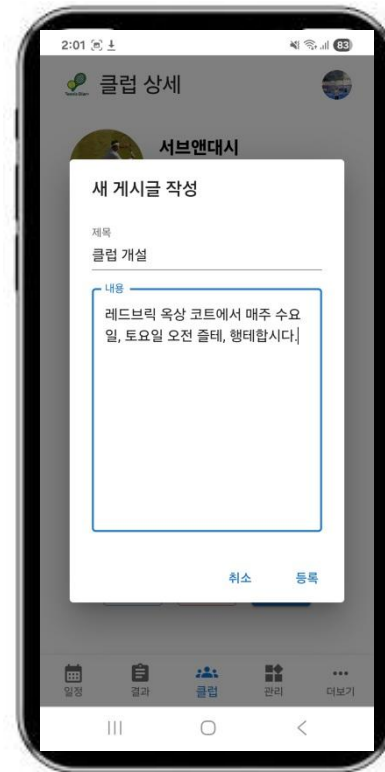 2:01
83
클럽 상세
서브앤대시
새 게시글 작성
제목
클럽 개설
내용
레드브릭 옥상 코트에서 매주 수요
일, 토요일 오전 즐테, 행테합시다.
취소
등록
일정
결과
클럽
관리
더보기